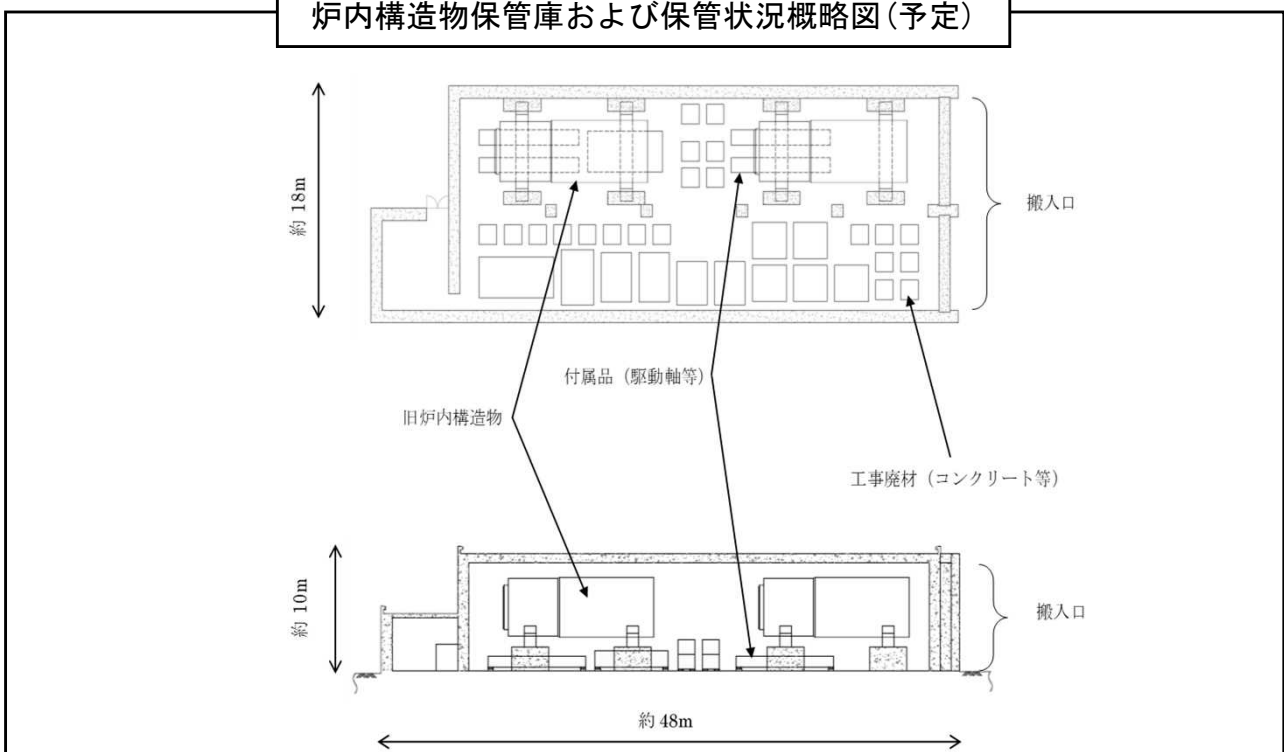 炉内構造物保管庫および保管状況概略図(予定)
約 18m
搬入口
付属品（駆動軸等）
旧炉内構造物
工事廃材（コンクリート等）
約 10m
搬入口
約 48m